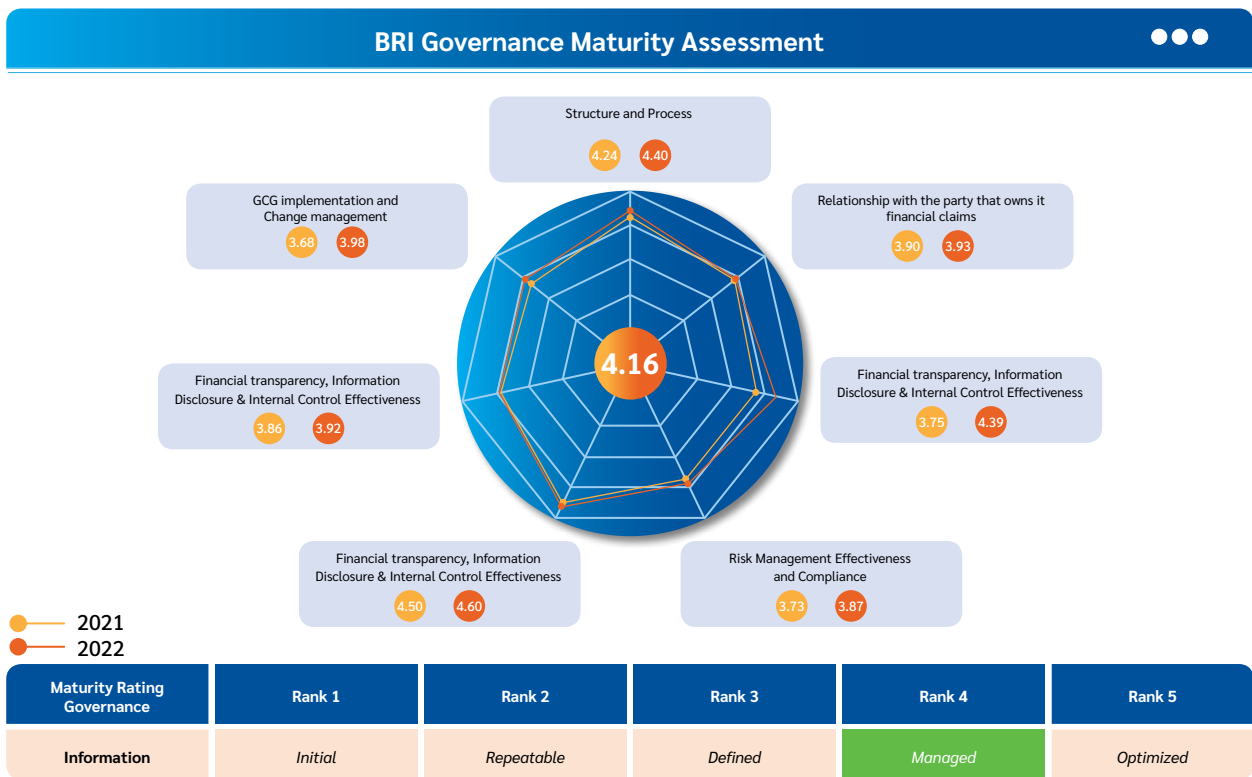 BRI Governance Maturity Assessment
Structure and Process
4.24 4.40
GCG implementation and
Change management
3.68 3.98
Relationship with the party that owns it
financial claims
3.90 3.93
4.16
Financial transparency, Information
Disclosure & Internal Control Effectiveness
3.86 3.92
Financial transparency, Information
Disclosure & Internal Control Effectiveness
3.75 4.39
Financial transparency, Information
Disclosure & Internal Control Effectiveness
4.50 4.60
Risk Management Effectiveness
and Compliance
3.73 3.87
2021
2022
Maturity Rating
Governance
Rank 1
Rank 2
Rank 3
Rank 4
Rank 5
Information
Initial
Repeatable
Defined
Managed
Optimized